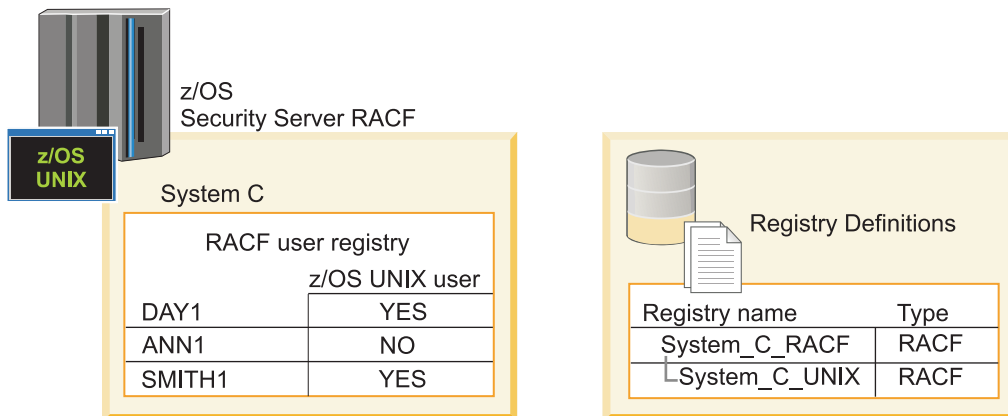 z/OS
Security Server RACF
z/OS
UNIX
System C
RACF user registry
z/OS UNIX user
DAY1 YES
ANN1 NO
SMITH1 YES
Registry Definitions
Registry name Type
System_C_RACF RACF
System_C_UNIX RACF